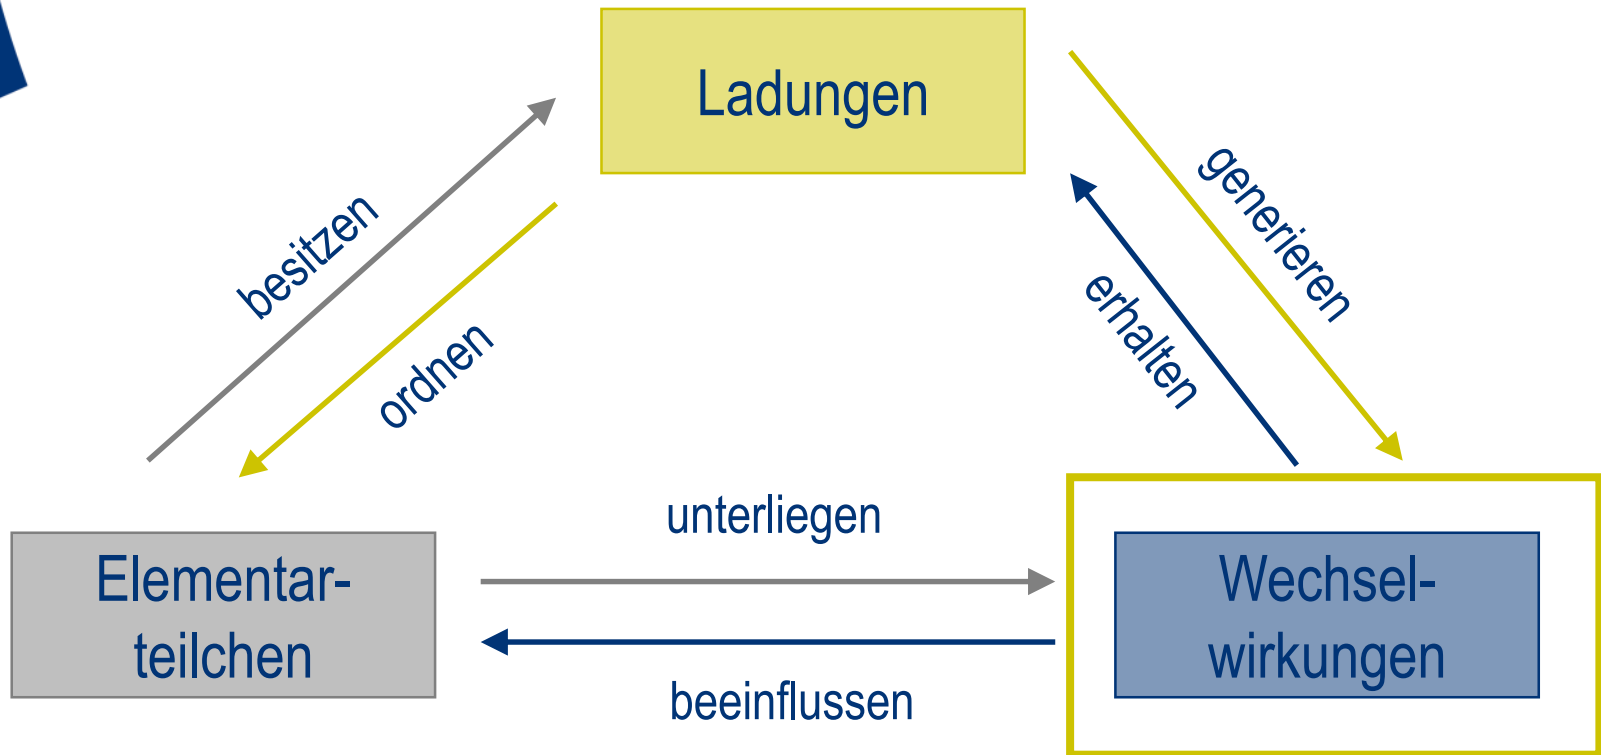 Ladungen
besitzen
ordnen
generieren
erhalten
unterliegen
Elementar-
teilchen
Wechsel-
wirkungen
beeinflussen